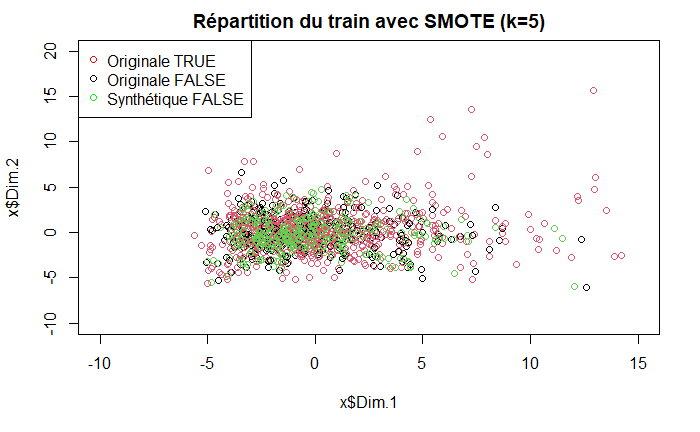 Répartition du train avec SMOTE (k=5)
Originale TRUE
Originale FALSE
Synthétique FALSE
20
15
10
5
0
-5
-10
x$Dim.2
-10
-5
0
5
10
15
x$Dim.1